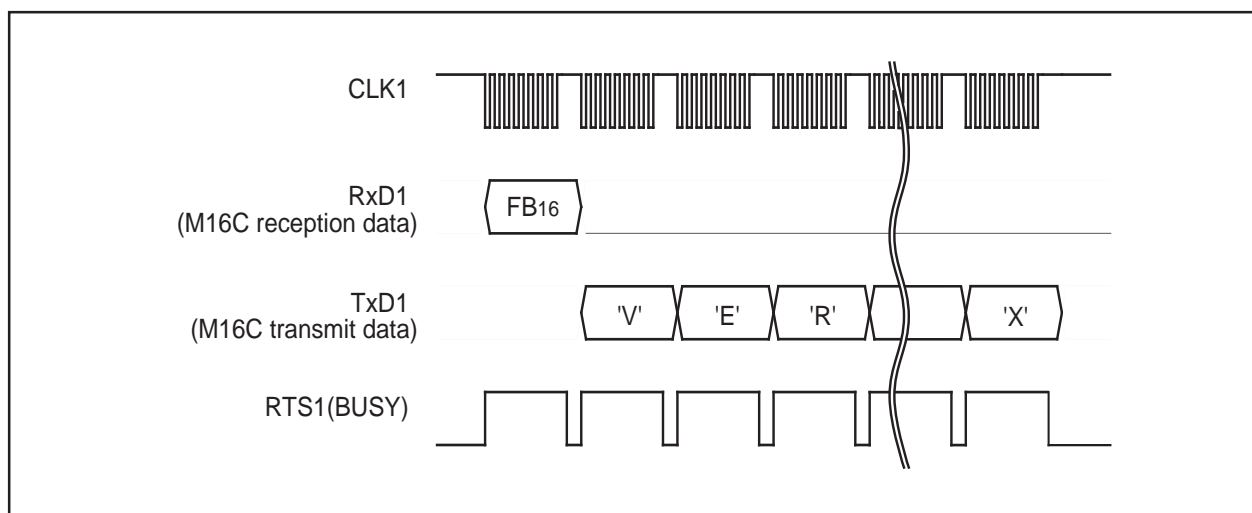 CLK1
RxD1
(M16C reception data)
FB16
TxD1
(M16C transmit data)
'V' 'E' 'R' 'X'
RTS1(BUSY)